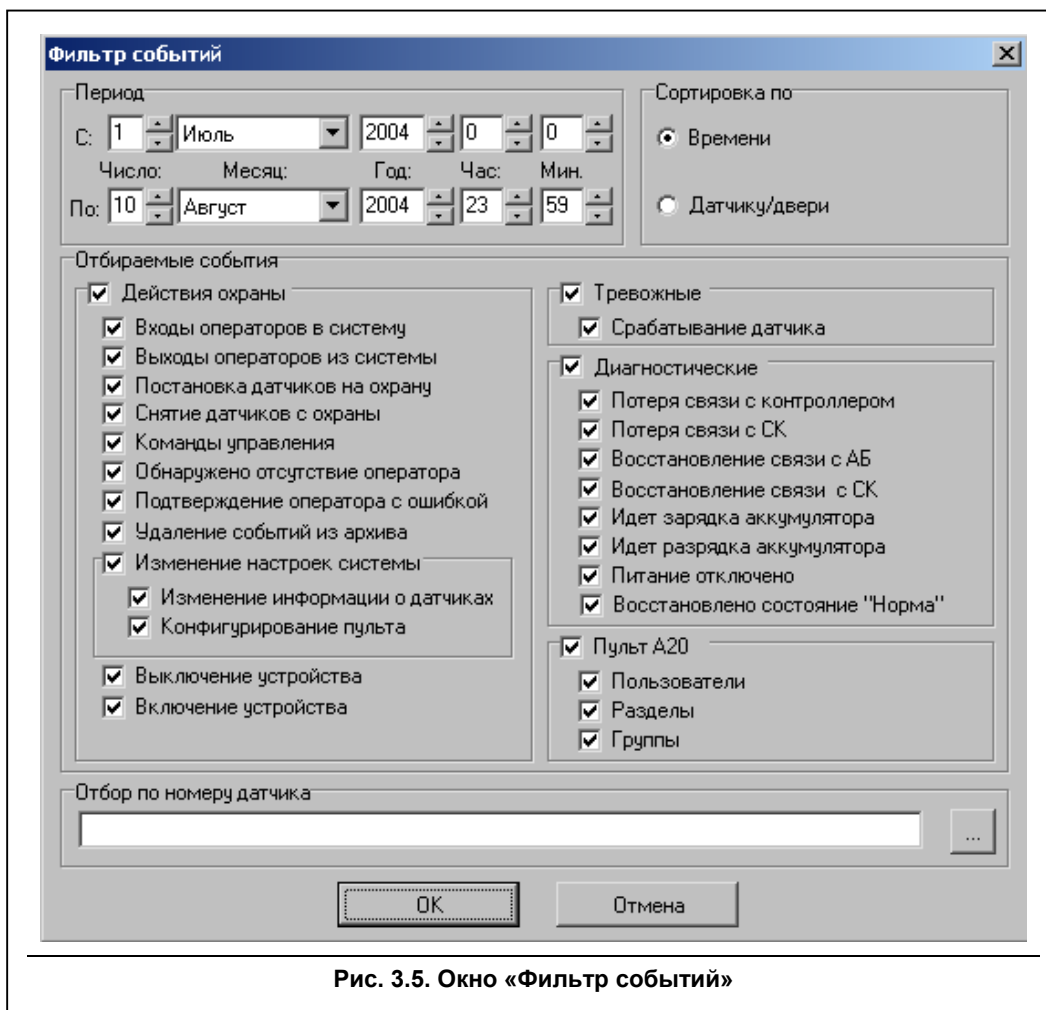 Фильтр событий
Период
С: 1 Июль 2004 0 0
Число: Месяц: Год: Час: Мин.
По: 10 Август 2004 23 59
Сортировка по
Времени
Датчику/двери
Отбираемые события
Действия охраны
Входы операторов в систему
Выходы операторов из системы
Постановка датчиков на охрану
Снятие датчиков с охраны
Команды управления
Обнаружено отсутствие оператора
Подтверждение оператора с ошибкой
Удаление событий из архива
Изменение настроек системы
Изменение информации о датчиках
Конфигурирование пульта
Выключение устройства
Включение устройства
Тревожные
Срабатывание датчика
Диагностические
Потеря связи с контроллером
Потеря связи с СК
Восстановление связи с АБ
Восстановление связи с СК
Идет зарядка аккумулятора
Идет разрядка аккумулятора
Питание отключено
Восстановлено состояние "Норма"
Пульт А20
Пользователи
Разделы
Группы
Отбор по номеру датчика
...
OK
Отмена
Рис. 3.5. Окно «Фильтр событий»